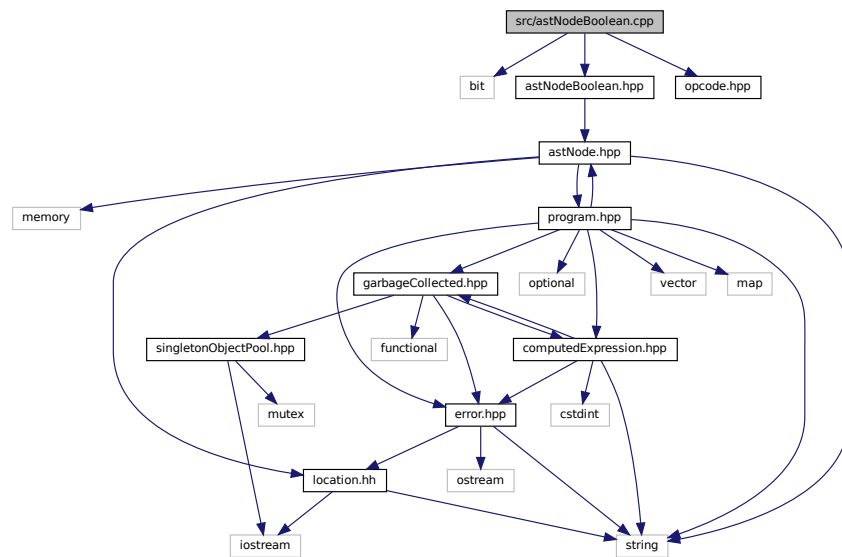 src/astNodeBoolean.cpp
bit
astNodeBoolean.hpp
opcode.hpp
astNode.hpp
memory
program.hpp
garbageCollected.hpp
optional
vector
map
singletonObjectPool.hpp
functional
computedExpression.hpp
mutex
error.hpp
cstdint
location.hh
ostream
iostream
string